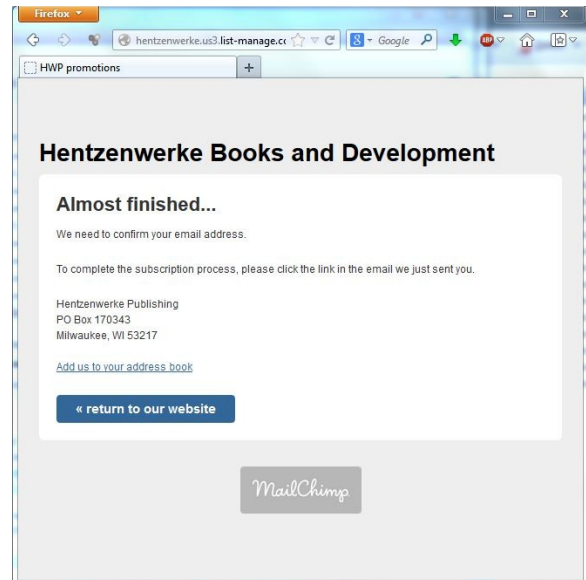 Firefox
hentzenwerke.us3.list-manage.cc
Google
ABP
HWP promotions
+
Hentzenwerke Books and Development
Almost finished...
We need to confirm your email address.
To complete the subscription process, please click the link in the email we just sent you.
Hentzenwerke Publishing
PO Box 170343
Milwaukee, WI 53217
Add us to your address book
« return to our website
MailChimp